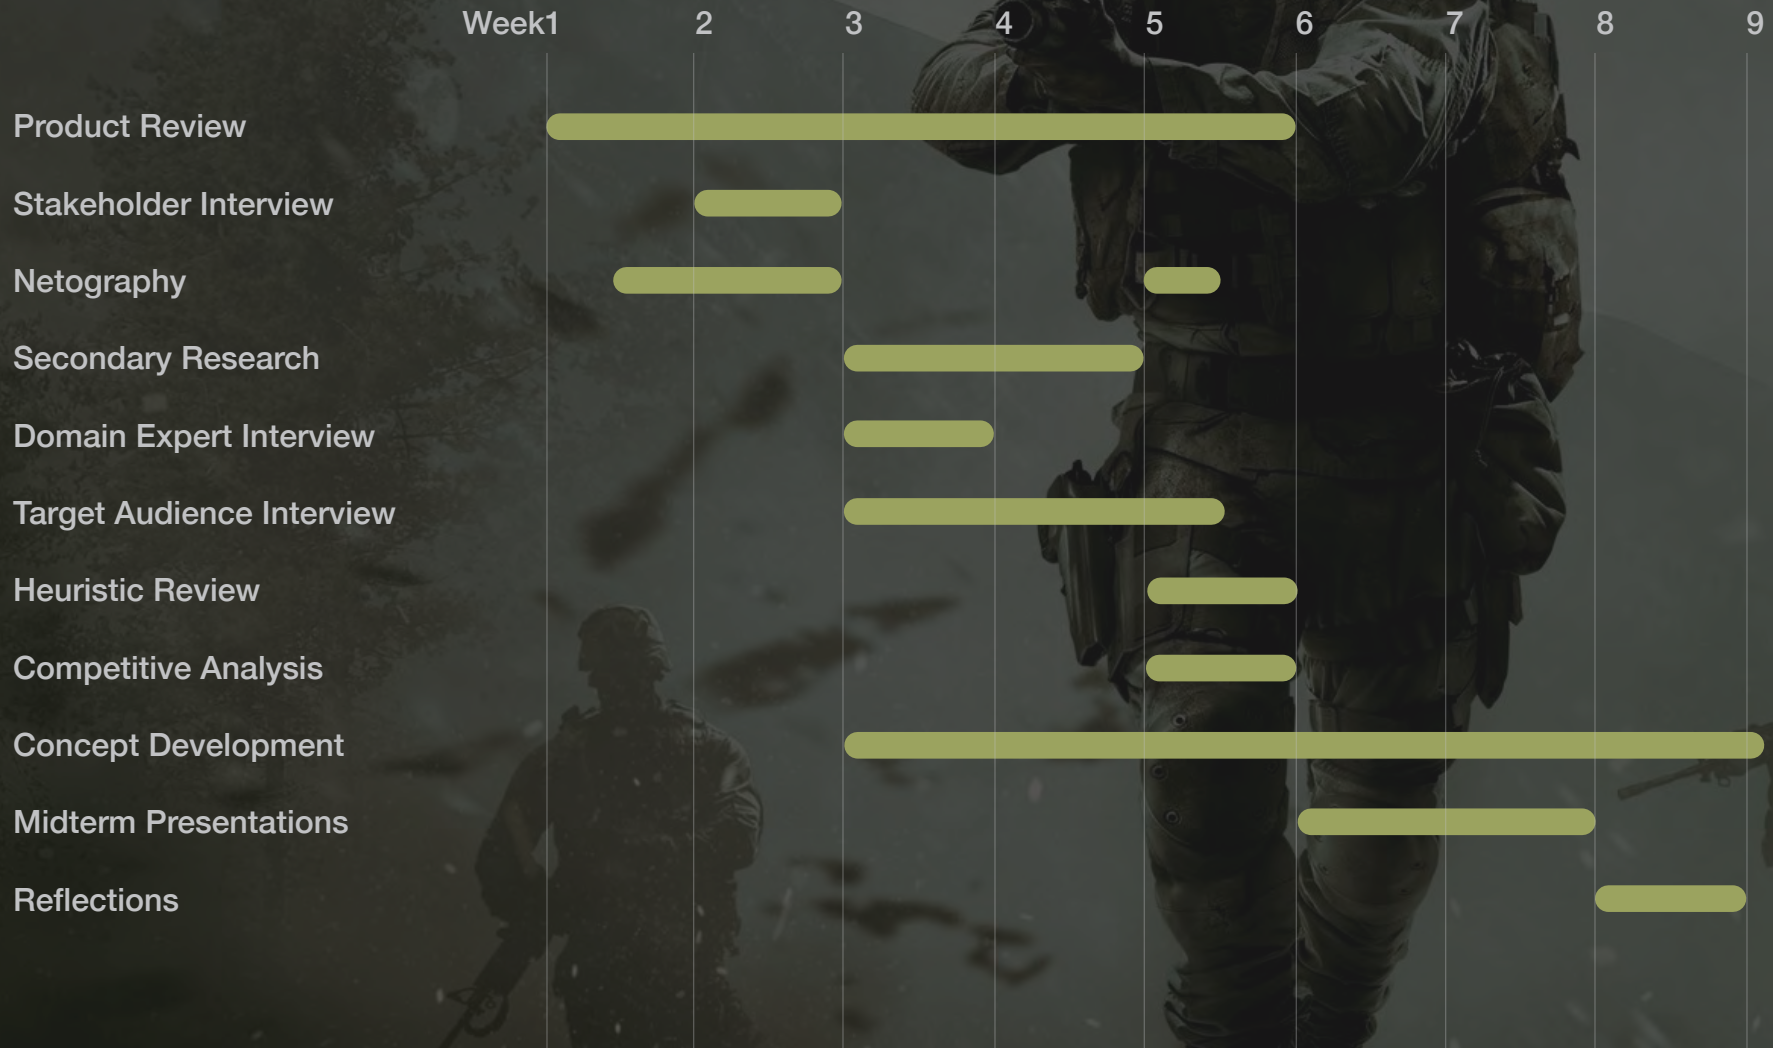 Week1 2 3 4 5 6 7 8 9
Product Review
Stakeholder Interview
Netography
Secondary Research
Domain Expert Interview
Target Audience Interview
Heuristic Review
Competitive Analysis
Concept Development
Midterm Presentations
Reflections